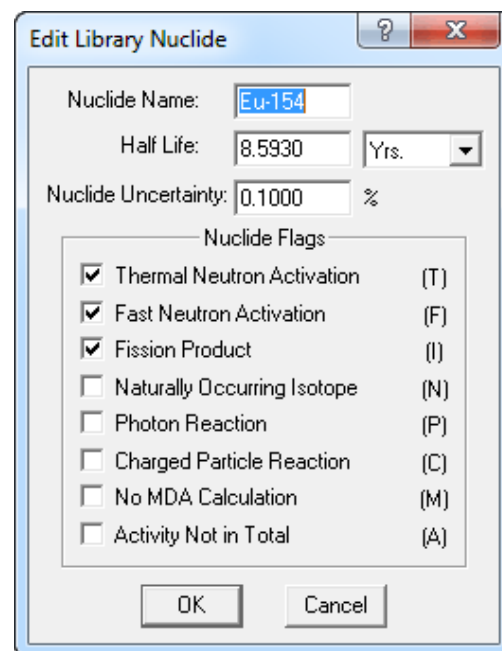 Edit Library Nuclide ? X
Nuclide Name: Eu-154
Half Life: 8.5930 Yrs.
Nuclide Uncertainty: 0.1000 %
Nuclide Flags
Thermal Neutron Activation (T)
Fast Neutron Activation (F)
Fission Product (I)
Naturally Occurring Isotope (N)
Photon Reaction (P)
Charged Particle Reaction (C)
No MDA Calculation (M)
Activity Not in Total (A)
OK Cancel